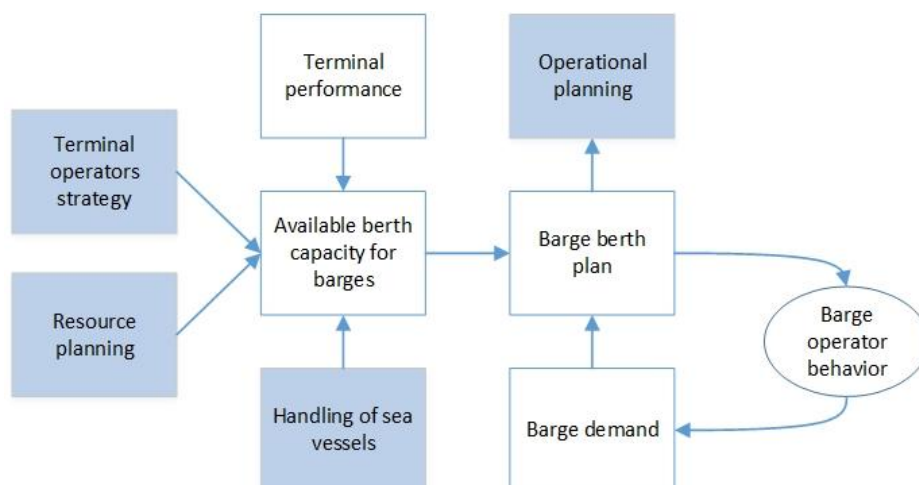 Terminal
performance
Operational
planning
Terminal
operators
strategy
Available berth
capacity for
barges
Barge berth
plan
Resource
planning
Barge
operator
behavior
Handling of sea
vessels
Barge demand